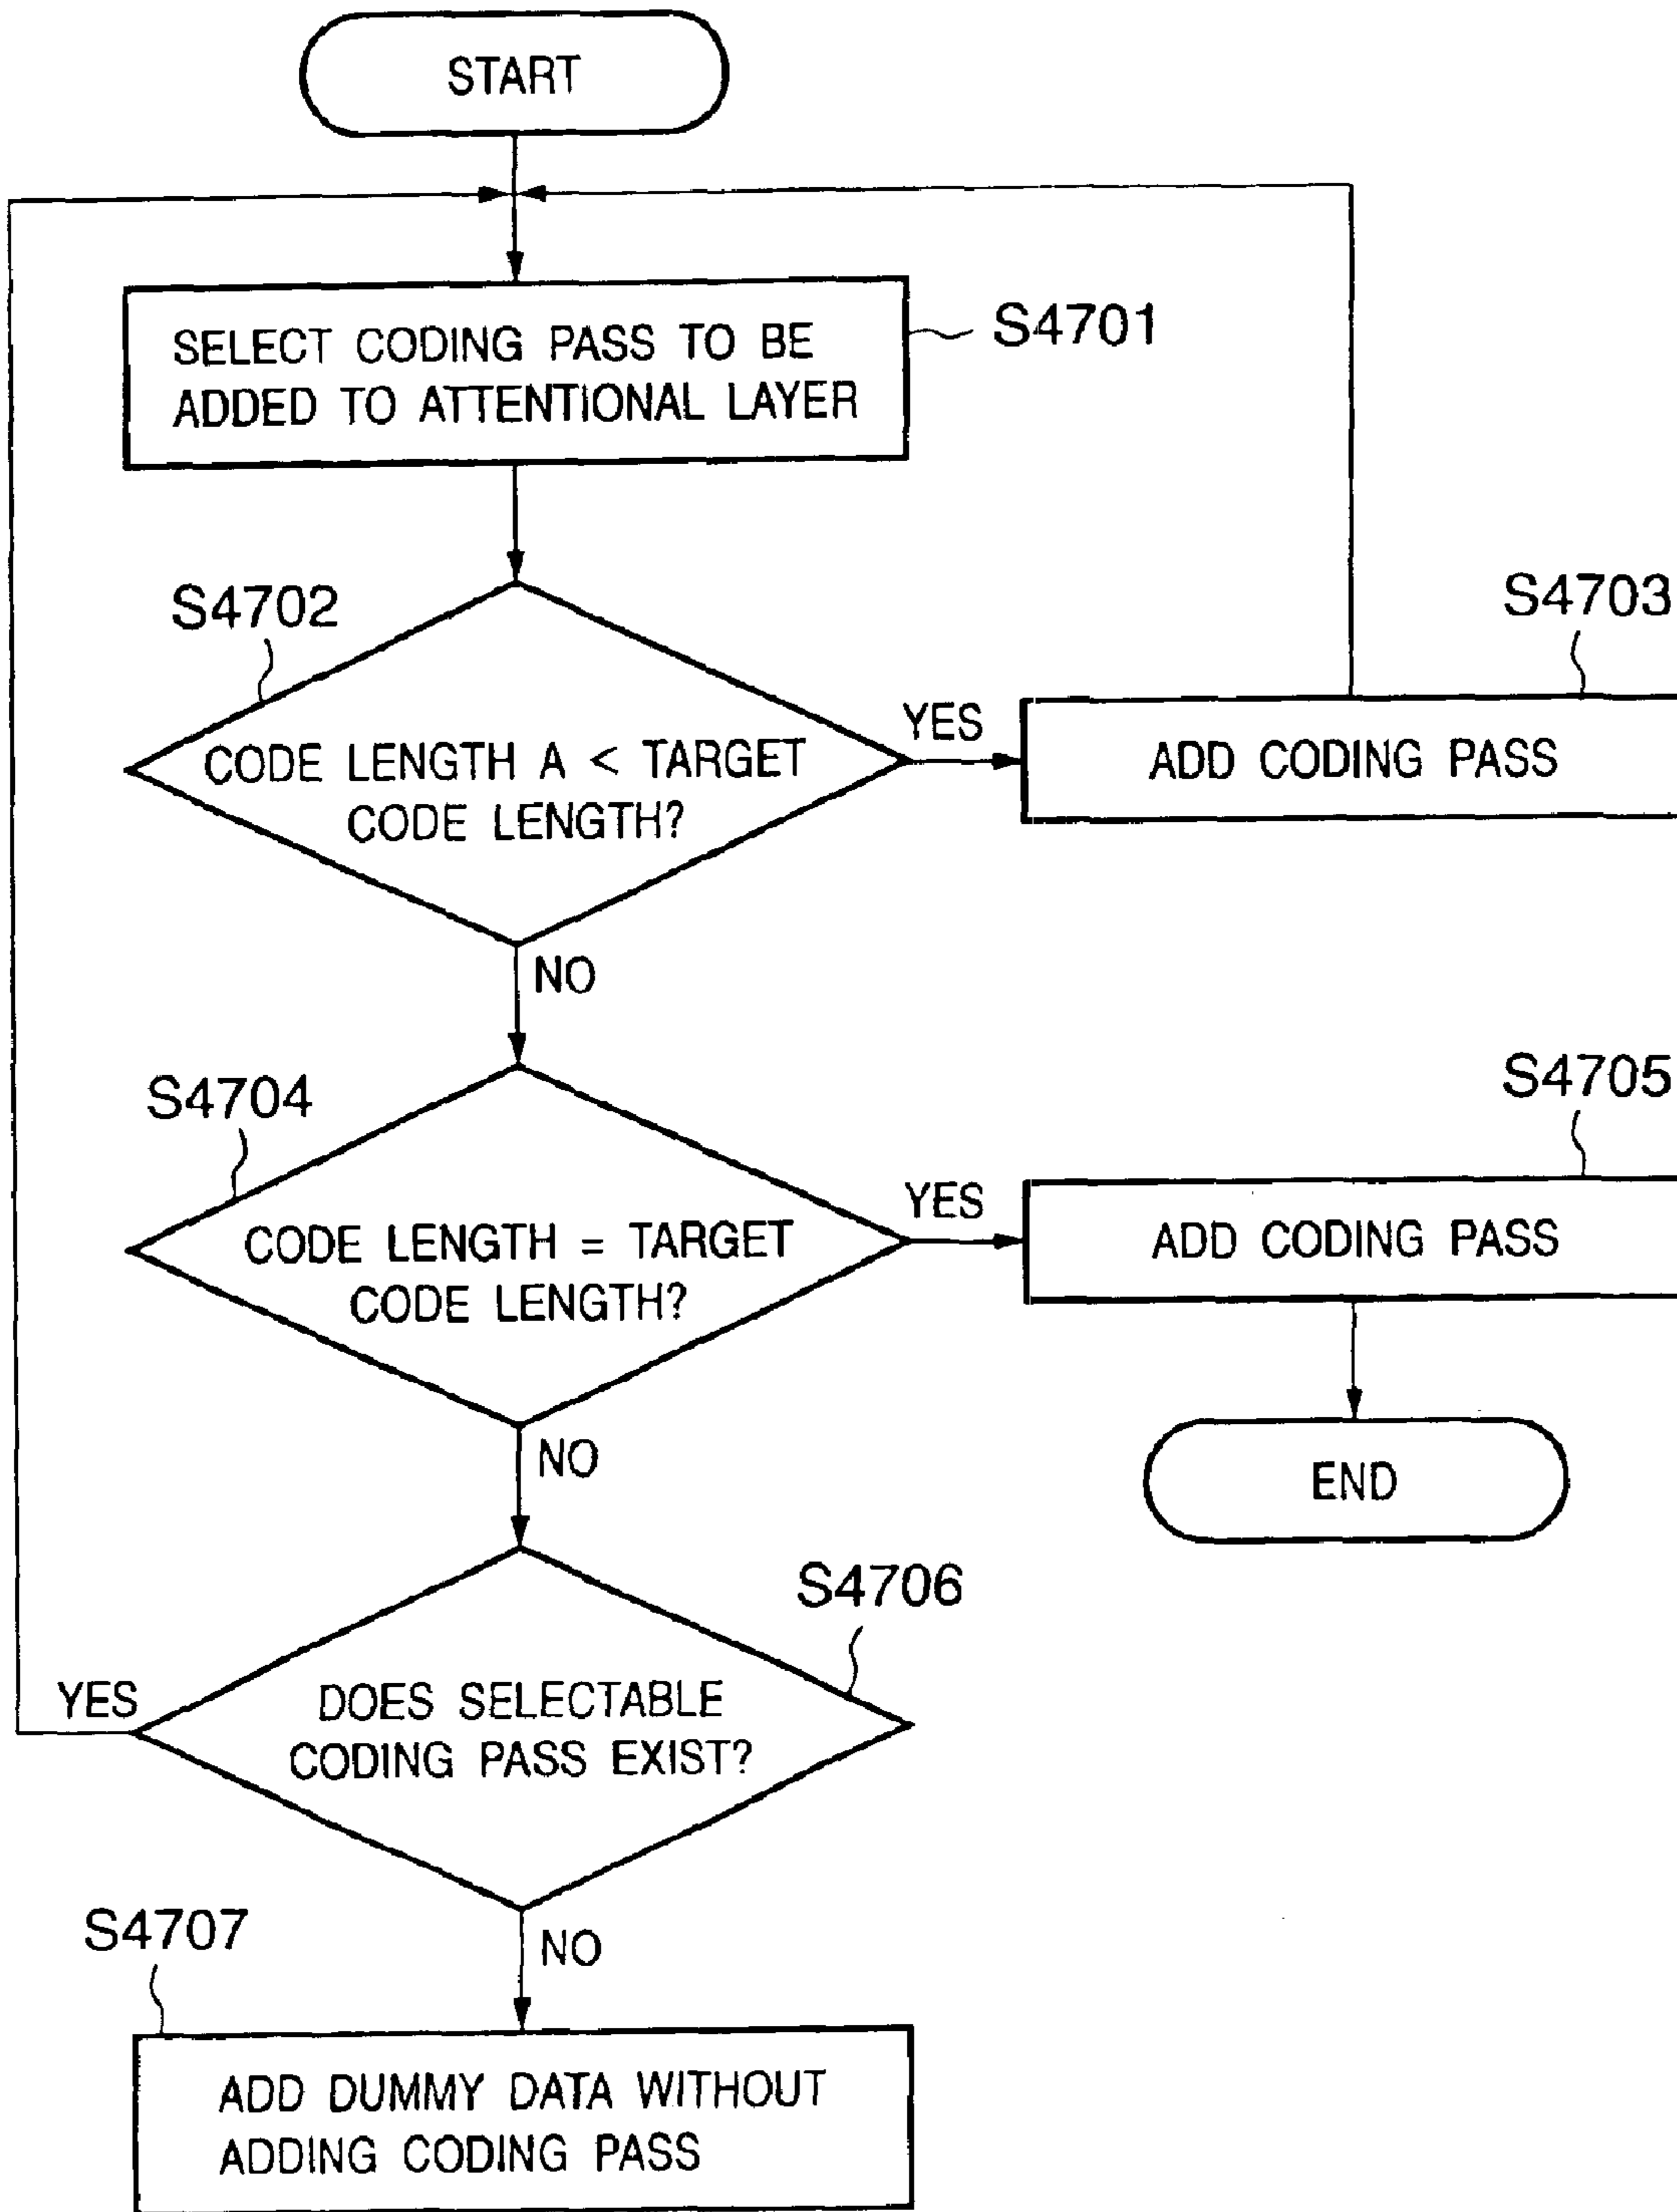 START
SELECT CODING PASS TO BE
ADDED TO ATTENTIONAL LAYER
S4701
S4702
CODE LENGTH A < TARGET
CODE LENGTH?
YES
S4703
ADD CODING PASS
NO
S4704
CODE LENGTH = TARGET
CODE LENGTH?
YES
S4705
ADD CODING PASS
END
NO
S4706
DOES SELECTABLE
CODING PASS EXIST?
YES
NO
S4707
ADD DUMMY DATA WITHOUT
ADDING CODING PASS